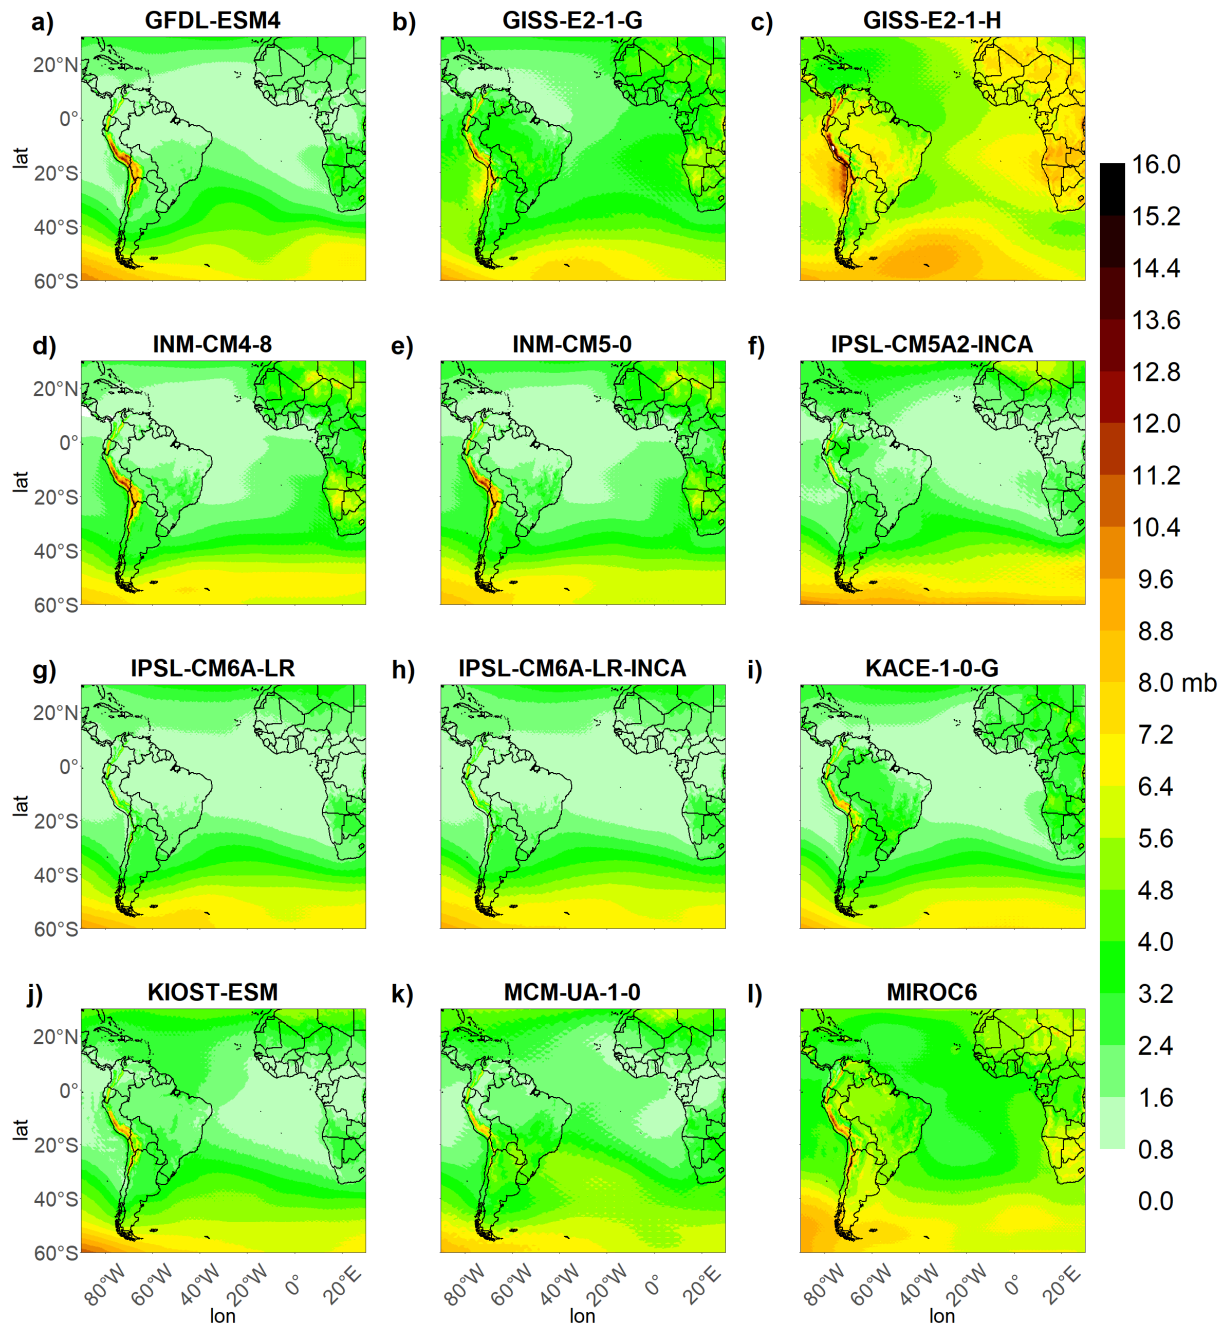 a) GFDL-ESM4
b) GISS-E2-1-G
c) GISS-E2-1-H
20°N
0°
20°S
40°S
60°S
lat
d) INM-CM4-8
e) INM-CM5-0
f) IPSL-CM5A2-INCA
20°N
0°
20°S
40°S
60°S
lat
g) IPSL-CM6A-LR
h) IPSL-CM6A-LR-INCA
i) KACE-1-0-G
20°N
0°
20°S
40°S
60°S
lat
j) KIOST-ESM
k) MCM-UA-1-0
l) MIROC6
20°N
0°
20°S
40°S
60°S
lat
80°W 60°W 40°W 20°W 0° 20°E
lon
80°W 60°W 40°W 20°W 0° 20°E
lon
80°W 60°W 40°W 20°W 0° 20°E
lon
16.0
15.2
14.4
13.6
12.8
12.0
11.2
10.4
9.6
8.8
8.0 mb
7.2
6.4
5.6
4.8
4.0
3.2
2.4
1.6
0.8
0.0